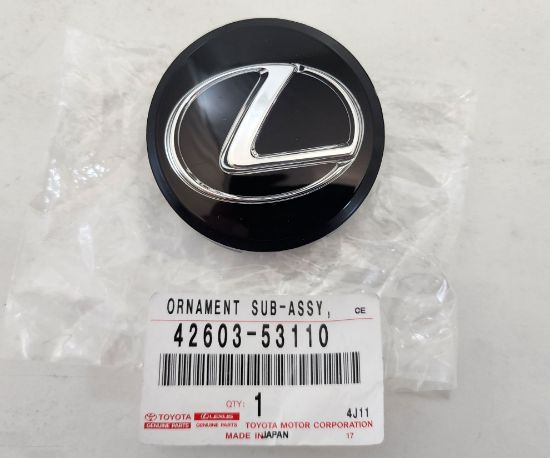 ORNAMENT SUB-ASSY, CE
42603-53110
QTY: 1 4J11
TOYOTA LEXUS
GENUINE PARTS GENUINE PARTS TOYOTA MOTOR CORPORATION
MADE IN JAPAN 17